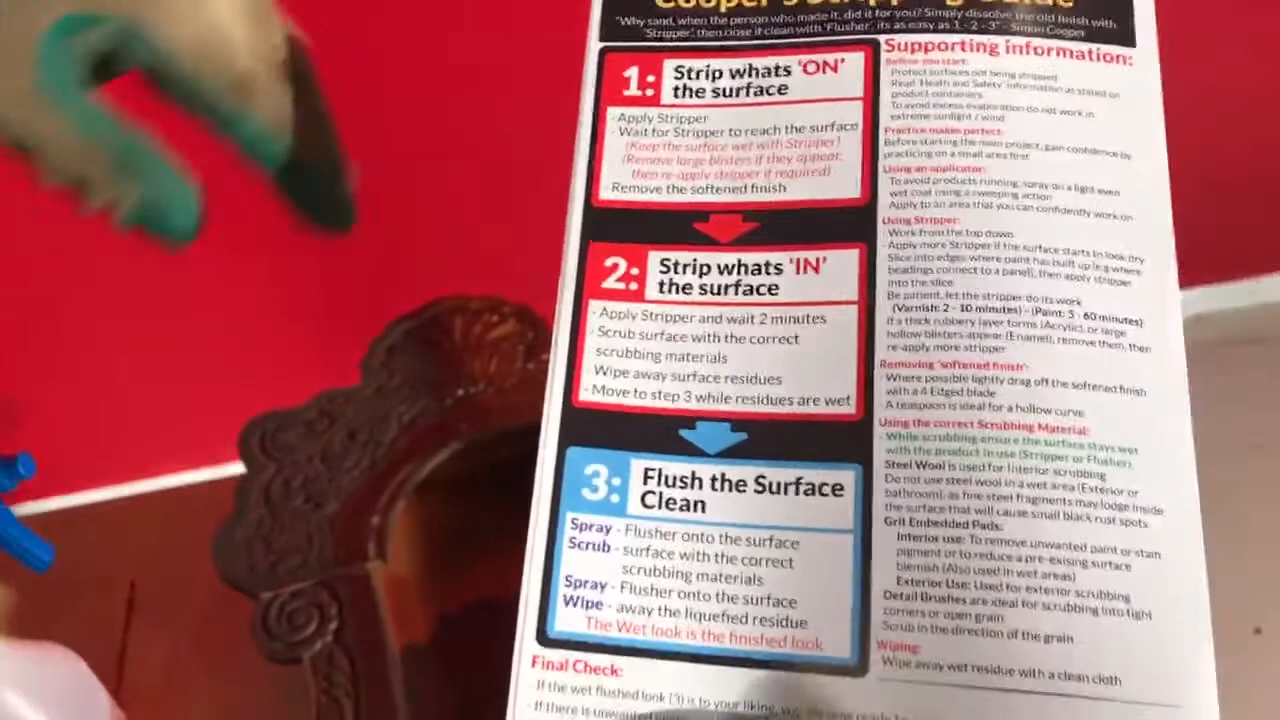 Cooper's Stripping Guide
"Why sand, when the person who made it, did it for you? Simply dissolve the old finish with
'Stripper', then rinse it clean with 'Flusher', its as easy as 1 - 2 - 3" - Simon Cooper
1: Strip whats 'ON'
the surface
- Apply Stripper
- Wait for Stripper to reach the surface
(Keep the surface wet with Stripper)
(Remove large blisters if they appear,
then re-apply stripper if required)
- Remove the softened finish
2: Strip whats 'IN'
the surface
- Apply Stripper and wait 2 minutes
- Scrub surface with the correct
scrubbing materials
- Wipe away surface residues
- Move to step 3 while residues are wet
3: Flush the Surface
Clean
Spray - Flusher onto the surface
Scrub - surface with the correct
scrubbing materials
Spray - Flusher onto the surface
Wipe - away the liquefied residue
The Wet look is the finished look
Final Check:
- If the wet flushed look (3) is to your liking,
- If there is unwanted
Supporting information:
Before you start:
Protect surfaces not being stripped
Read 'Health and Safety' information as stated on
product containers
To avoid excess evaporation do not work in
extreme sunlight / wind
Practice makes perfect:
Before starting the main project, gain confidence by
practicing on a small area first
Using an applicator:
To avoid products running, spray on a light even
wet coat using a sweeping action
Apply to an area that you can confidently work on
Using Stripper:
- Work from the top down
- Apply more Stripper if the surface starts to look dry
Slice into edges where paint has built up (e.g where
beadings connect to a panel), then apply stripper
into the slice
Be patient, let the stripper do its work
(Varnish: 2 - 10 minutes) - (Paint: 5 - 60 minutes)
If a thick rubbery layer forms (Acrylic) or large
hollow blisters appear (Enamel), remove them, then
re-apply more stripper
Removing 'softened finish':
- Where possible lightly drag off the softened finish
with a 4 Edged blade
A teaspoon is ideal for a hollow curve
Using the correct Scrubbing Material:
- While scrubbing ensure the surface stays wet
with the product in use (Stripper or Flusher)
Steel Wool is used for Interior scrubbing
Do not use steel wool in a wet area (Exterior or
bathroom), as fine steel fragments may lodge inside
the surface that will cause small black rust spots
Grit Embedded Pads:
Interior use: To remove unwanted paint or stain
pigment or to reduce a pre-exising surface
blemish (Also used in wet areas)
Exterior Use: Used for exterior scrubbing
Detail Brushes are ideal for scrubbing into tight
corners or open grain
Scrub in the direction of the grain
Wiping:
Wipe away wet residue with a clean cloth